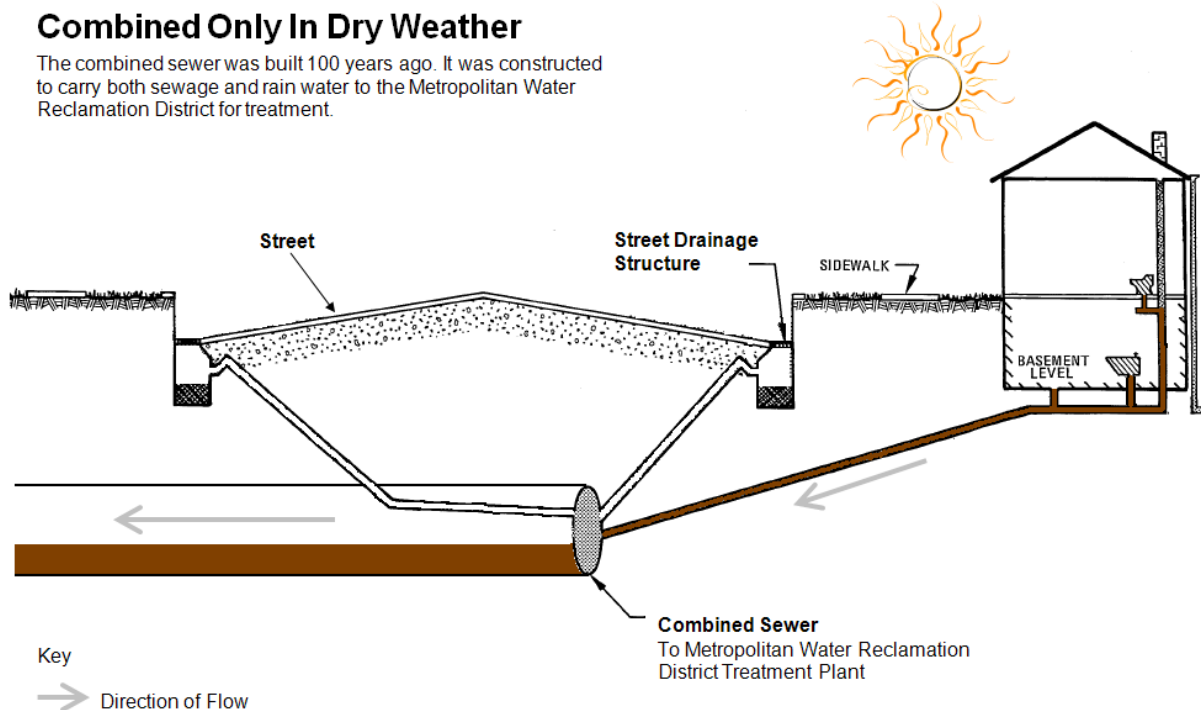 Combined Only In Dry Weather
The combined sewer was built 100 years ago. It was constructed
to carry both sewage and rain water to the Metropolitan Water
Reclamation District for treatment.
Street
Street Drainage
Structure
SIDEWALK
BASEMENT
LEVEL
Combined Sewer
To Metropolitan Water Reclamation
District Treatment Plant
Key
Direction of Flow